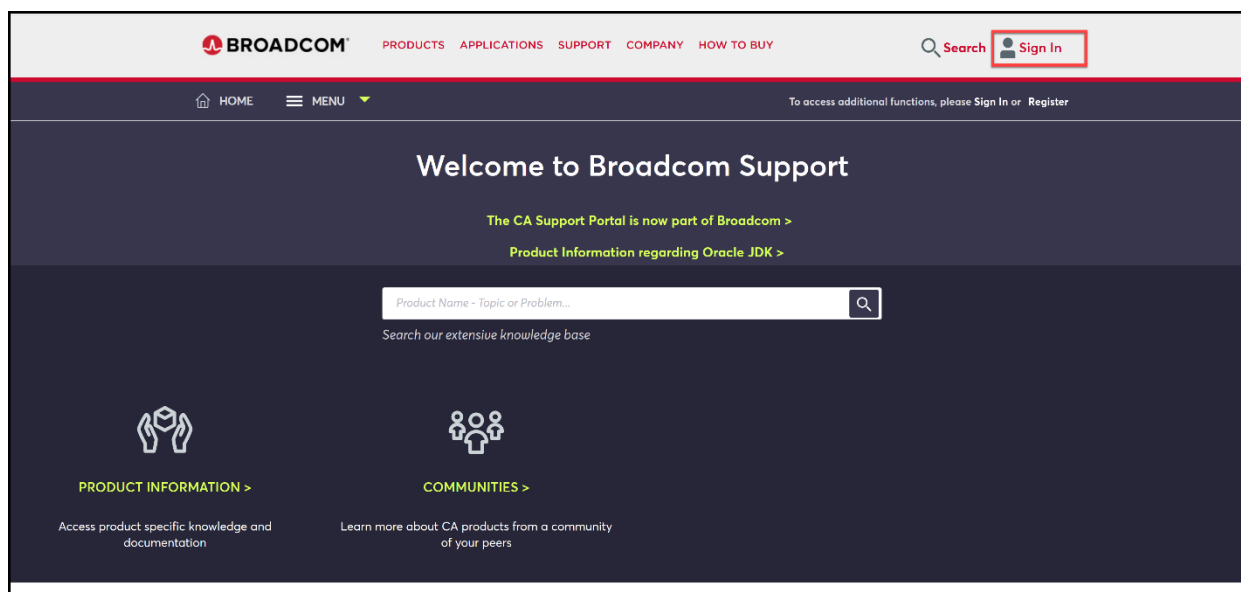 BROADCOM®
PRODUCTS APPLICATIONS SUPPORT COMPANY HOW TO BUY
Search Sign In
HOME MENU
To access additional functions, please Sign In or Register
Welcome to Broadcom Support
The CA Support Portal is now part of Broadcom >
Product Information regarding Oracle JDK >
Product Name - Topic or Problem...
Search our extensive knowledge base
PRODUCT INFORMATION >
Access product specific knowledge and
documentation
COMMUNITIES >
Learn more about CA products from a community
of your peers